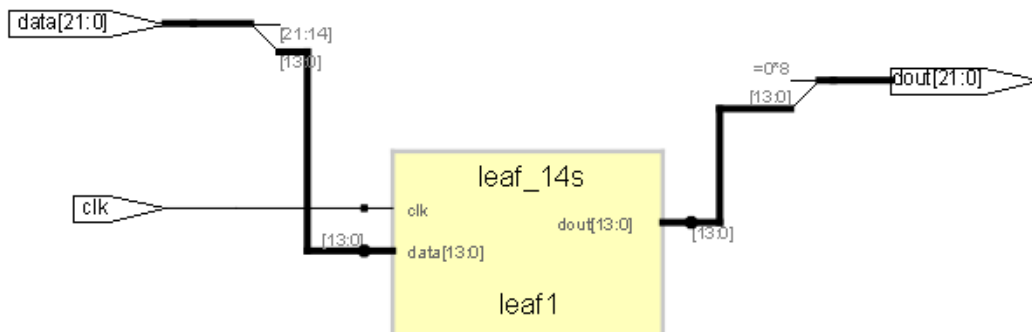 data[21:0]
[21:14]
[13:0]
=0*8
dout[21:0]
[13:0]
leaf_14s
clk
clk
dout[13:0]
[13:0]
[13:0]
data[13:0]
leaf1